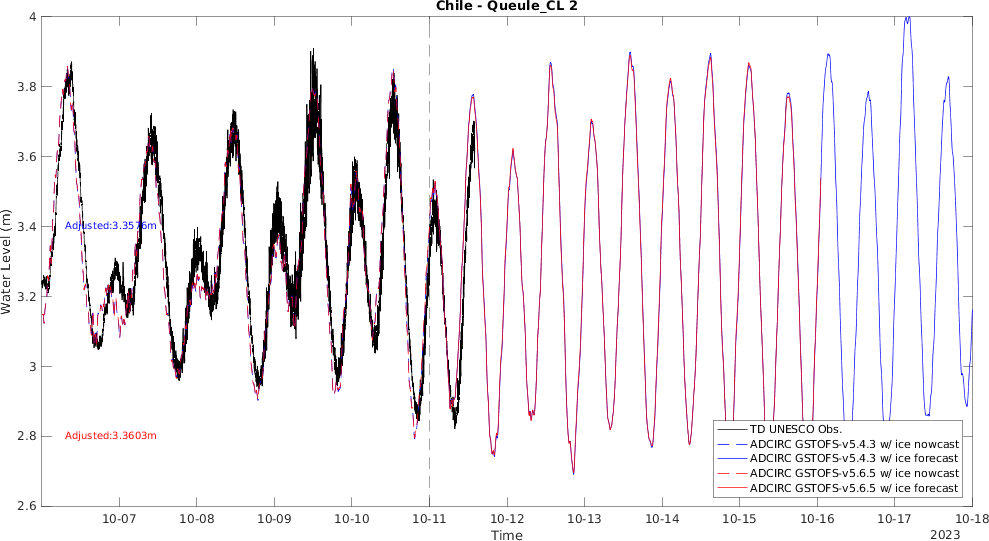 Chile - Queule_CL 2
4
3.8
3.6
3.4
3.2
3
2.8
2.6
Water Level (m)
Adjusted:3.3576m
Adjusted:3.3603m
TD UNESCO Obs.
ADCIRC GSTOFS-v5.4.3 w/ ice nowcast
ADCIRC GSTOFS-v5.4.3 w/ ice forecast
ADCIRC GSTOFS-v5.6.5 w/ ice nowcast
ADCIRC GSTOFS-v5.6.5 w/ ice forecast
10-07 10-08 10-09 10-10 10-11 10-12 10-13 10-14 10-15 10-16 10-17 10-18
Time
2023